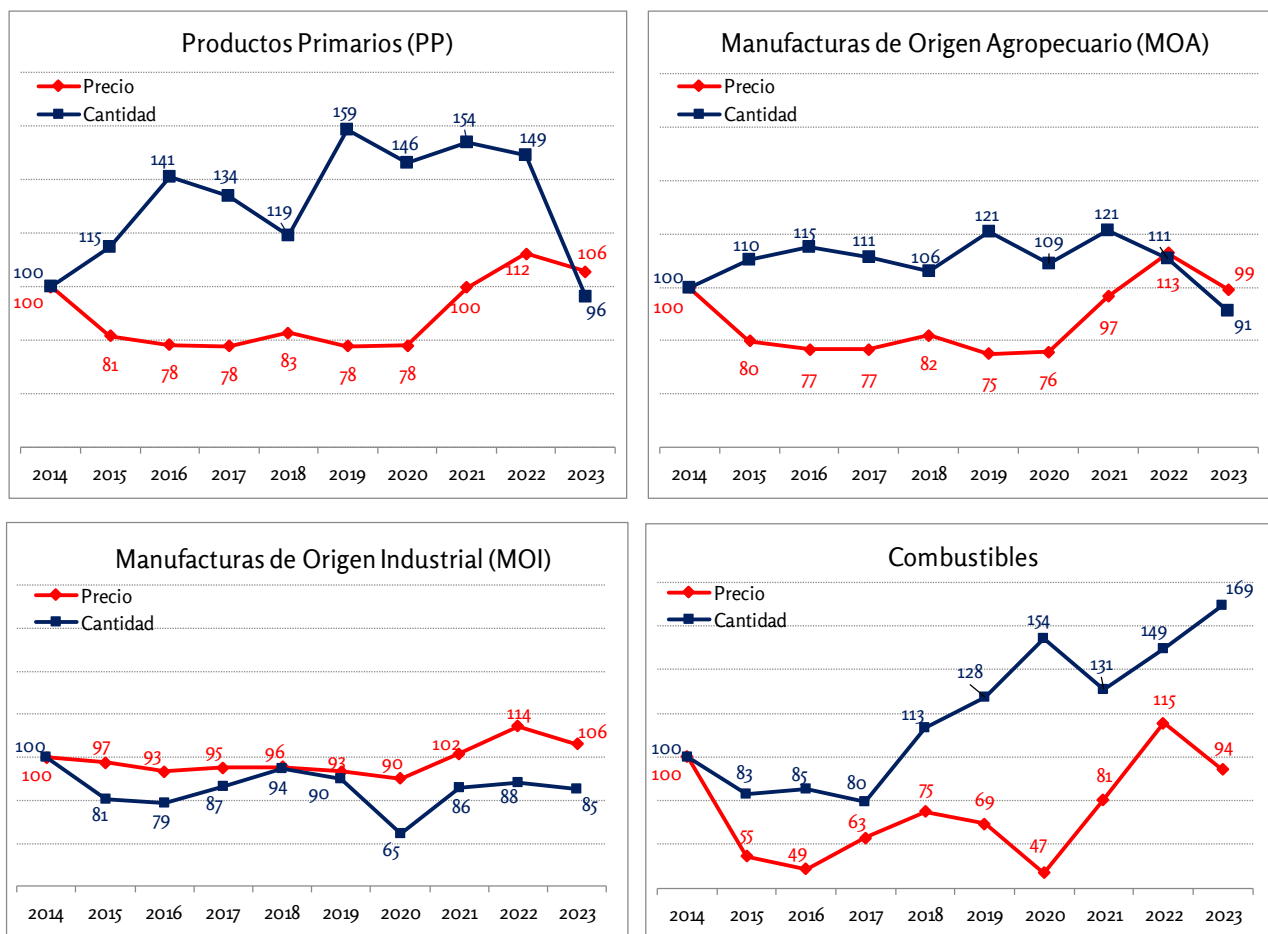 Productos Primarios (PP)
Precio
Cantidad
100 115 141 134 119 159 146 154 149 96
100 81 78 78 83 78 78 100 112 106
2014 2015 2016 2017 2018 2019 2020 2021 2022 2023
Manufacturas de Origen Agropecuario (MOA)
Precio
Cantidad
100 110 115 111 106 121 109 121 111 91
100 80 77 77 82 75 76 97 113 99
2014 2015 2016 2017 2018 2019 2020 2021 2022 2023
Manufacturas de Origen Industrial (MOI)
Precio
Cantidad
100 97 93 95 96 93 90 102 114 106
100 81 79 87 94 90 65 86 88 85
2014 2015 2016 2017 2018 2019 2020 2021 2022 2023
Combustibles
Precio
Cantidad
100 83 85 80 113 128 154 131 149 169
100 55 49 63 75 69 47 81 115 94
2014 2015 2016 2017 2018 2019 2020 2021 2022 2023